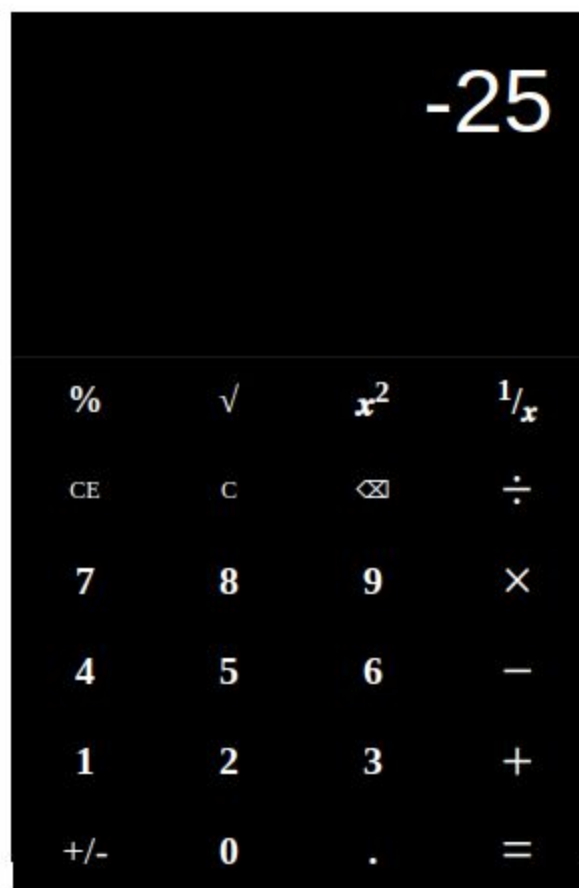 -25
% √ x² ¹/x
CE C ⌫ ÷
7 8 9 ×
4 5 6 −
1 2 3 +
+/- 0 . =